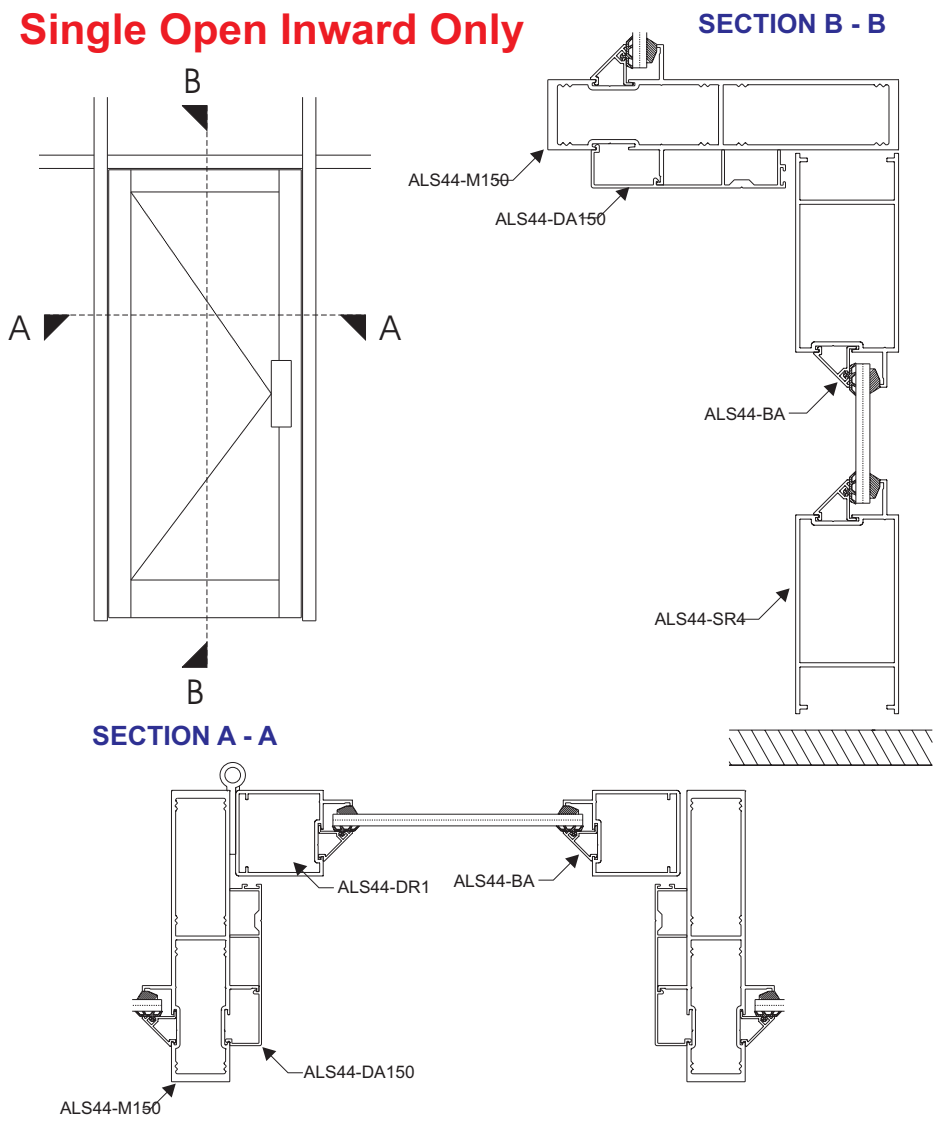 Single Open Inward Only
SECTION B - B
B
ALS44-M150
ALS44-DA150
A
A
ALS44-BA
ALS44-SR4
B
SECTION A - A
ALS44-DR1
ALS44-BA
ALS44-DA150
ALS44-M150